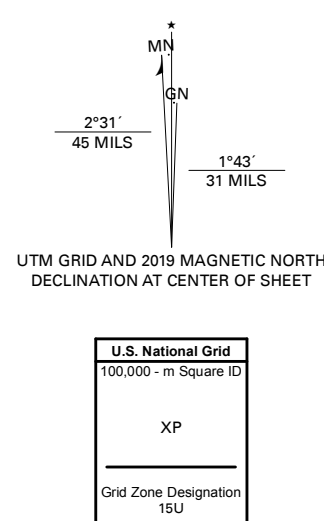 ★
MN
GN
2°31´
45 MILS
1°43´
31 MILS
UTM GRID AND 2019 MAGNETIC NORTH
DECLINATION AT CENTER OF SHEET
U.S. National Grid
100,000 - m Square ID
XP
Grid Zone Designation
15U